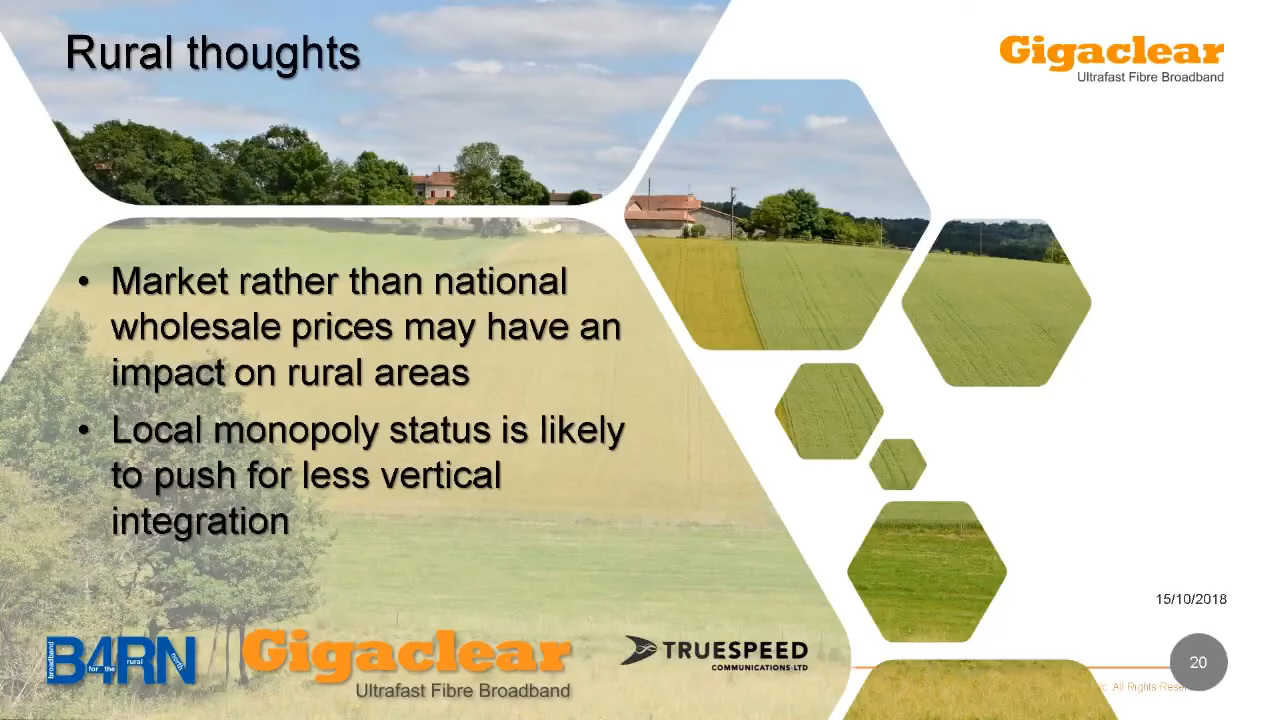 Rural thoughts
Gigaclear
Ultrafast Fibre Broadband
• Market rather than national
wholesale prices may have an
impact on rural areas
• Local monopoly status is likely
to push for less vertical
integration
15/10/2018
broadband
B4RN
for the rural north
Gigaclear
Ultrafast Fibre Broadband
TRUESPEED
COMMUNICATIONS LTD
20
All Rights